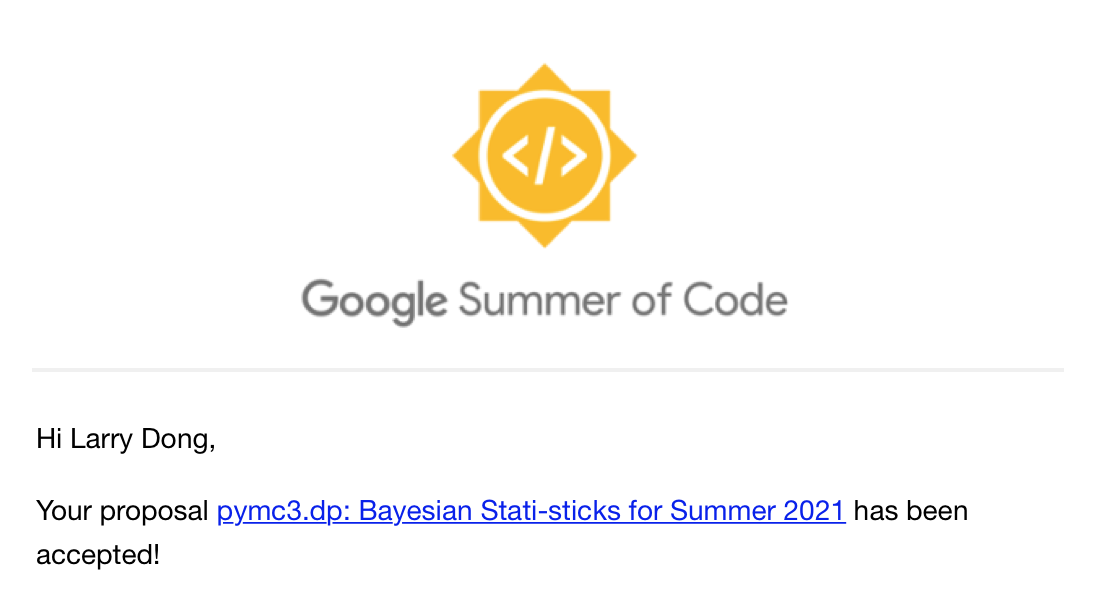 </>
Google Summer of Code
Hi Larry Dong,
Your proposal pymc3.dp: Bayesian Stati-sticks for Summer 2021 has been
accepted!